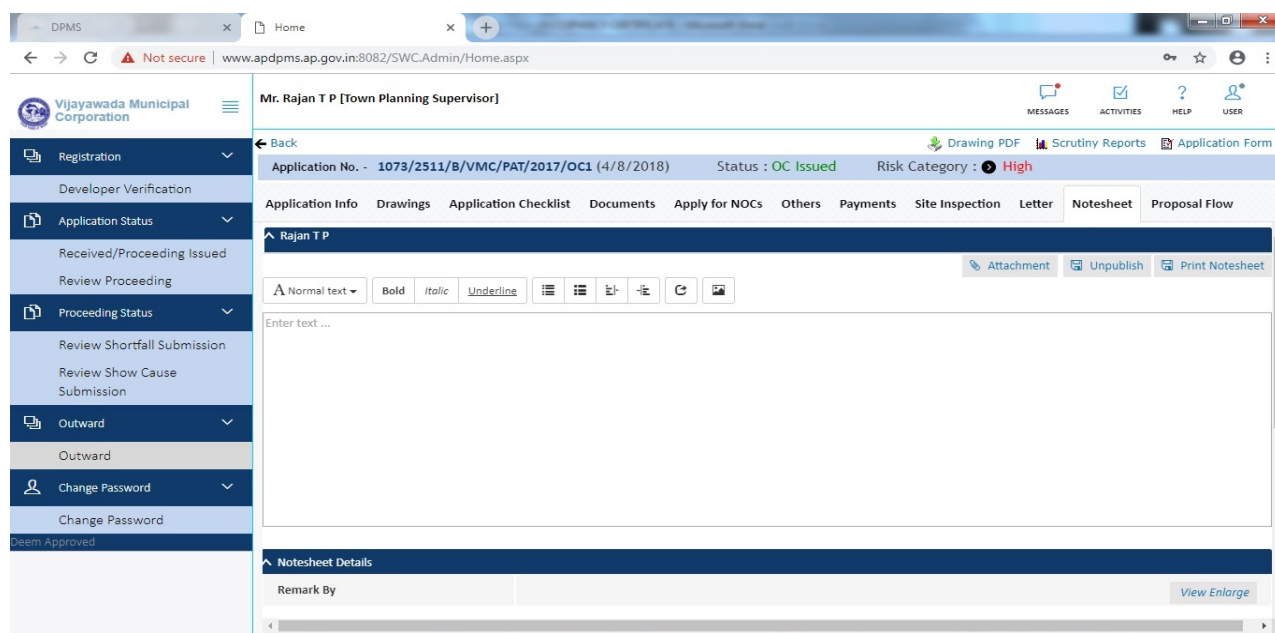 DPMS
Home
Not secure | www.apdpms.ap.gov.in:8082/SWC.Admin/Home.aspx
Vijayawada Municipal
Corporation
Mr. Rajan T P [Town Planning Supervisor]
MESSAGES ACTIVITIES HELP USER
Registration
Developer Verification
Application Status
Received/Proceeding Issued
Review Proceeding
Proceeding Status
Review Shortfall Submission
Review Show Cause
Submission
Outward
Outward
Change Password
Change Password
Deem Approved
Back
Drawing PDF Scrutiny Reports Application Form
Application No. - 1073/2511/B/VMC/PAT/2017/OC1 (4/8/2018) Status : OC Issued Risk Category : High
Application Info Drawings Application Checklist Documents Apply for NOCs Others Payments Site Inspection Letter Notesheet Proposal Flow
Rajan T P
Attachment Unpublish Print Notesheet
A Normal text Bold Italic Underline
Enter text ...
Notesheet Details
Remark By View Enlarge